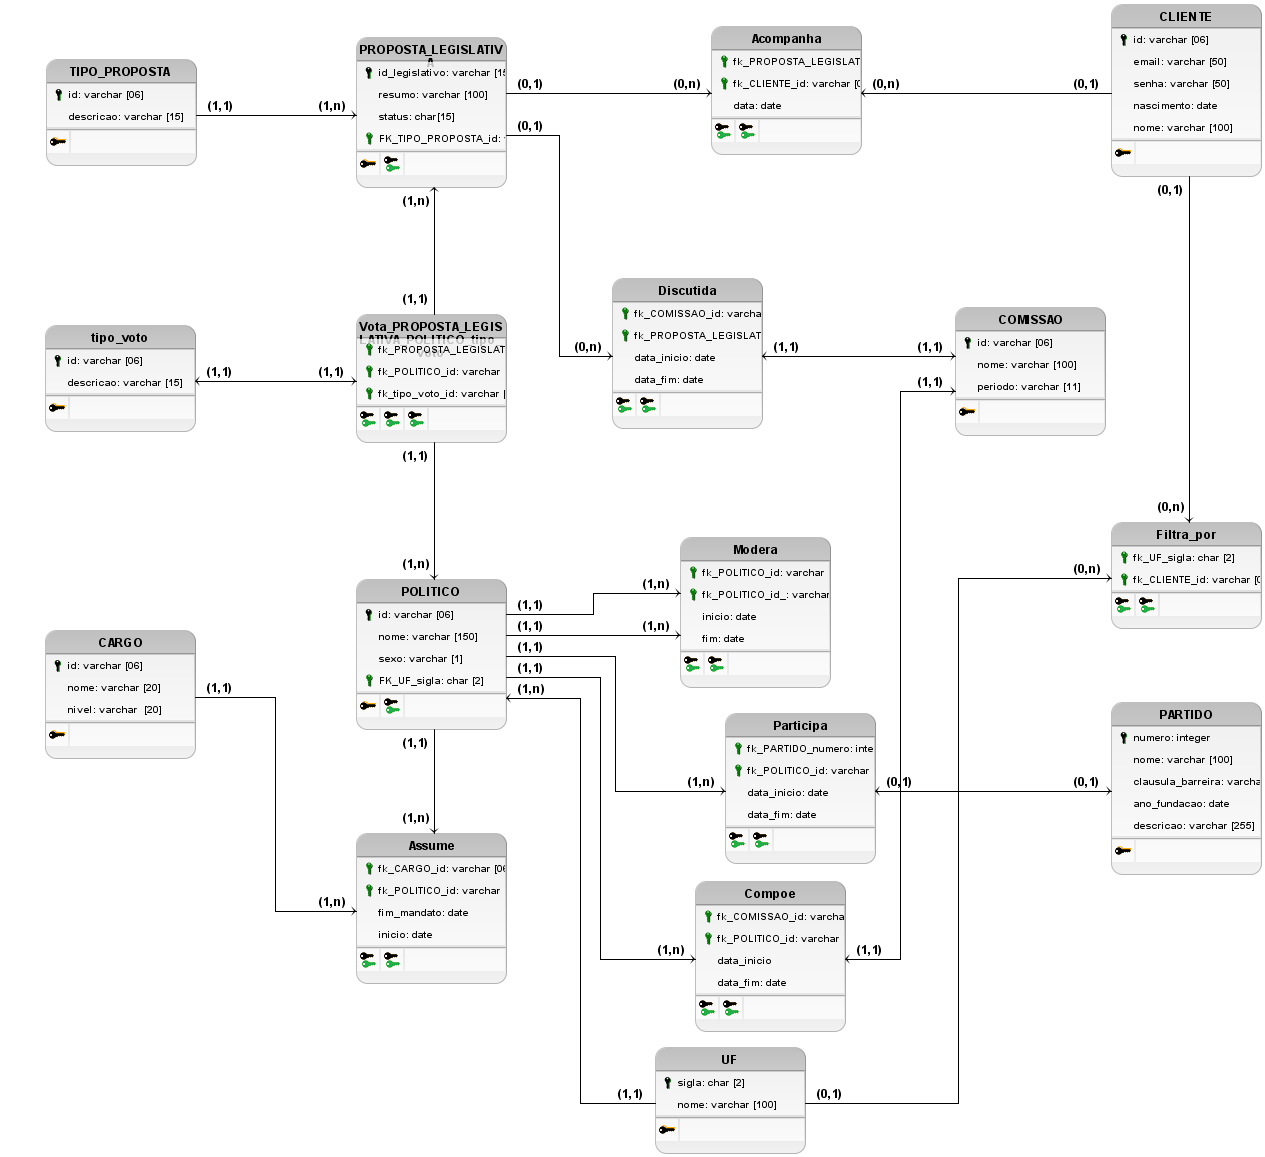 CLIENTE
id: varchar [06]
email: varchar [50]
senha: varchar [50]
nascimento: date
nome: varchar [100]
Acompanha
fk_PROPOSTA_LEGISLAT
fk_CLIENTE_id: varchar [0
data: date
PROPOSTA_LEGISLATIV
A
id_legislativo: varchar [15
resumo: varchar [100]
status: char[15]
FK_TIPO_PROPOSTA_id:
TIPO_PROPOSTA
id: varchar [06]
descricao: varchar [15]
(1,1)
(1,n)
(0,1)
(0,n)
(0,n)
(0,1)
(0,1)
(0,1)
(1,n)
(1,1)
(0,n)
Discutida
fk_COMISSAO_id: varcha
fk_PROPOSTA_LEGISLAT
data_inicio: date
data_fim: date
(1,1)
(1,1)
(1,1)
COMISSAO
id: varchar [06]
nome: varchar [100]
periodo: varchar [11]
tipo_voto
id: varchar [06]
descricao: varchar [15]
(1,1)
(1,1)
Vota_PROPOSTA_LEGIS
LATIVA_POLITICO_tipo_
voto
fk_PROPOSTA_LEGISLAT
fk_POLITICO_id: varchar
fk_tipo_voto_id: varchar [
(1,1)
(1,n)
(0,n)
Filtra_por
fk_UF_sigla: char [2]
fk_CLIENTE_id: varchar [0
(0,n)
Modera
fk_POLITICO_id: varchar
fk_POLITICO_id_: varchar
inicio: date
fim: date
POLITICO
id: varchar [06]
nome: varchar [150]
sexo: varchar [1]
FK_UF_sigla: char [2]
(1,1)
(1,n)
(1,1)
(1,n)
(1,1)
(1,1)
(1,n)
CARGO
id: varchar [06]
nome: varchar [20]
nivel: varchar [20]
(1,1)
(1,1)
(1,n)
(1,n)
Participa
fk_PARTIDO_numero: inte
fk_POLITICO_id: varchar
data_inicio: date
data_fim: date
(1,n)
(0,1)
(0,1)
PARTIDO
numero: integer
nome: varchar [100]
clausula_barreira: varcha
ano_fundacao: date
descricao: varchar [255]
Assume
fk_CARGO_id: varchar [06
fk_POLITICO_id: varchar
fim_mandato: date
inicio: date
Compoe
fk_COMISSAO_id: varcha
fk_POLITICO_id: varchar
data_inicio
data_fim: date
(1,n)
(1,1)
UF
sigla: char [2]
nome: varchar [100]
(1,1)
(0,1)